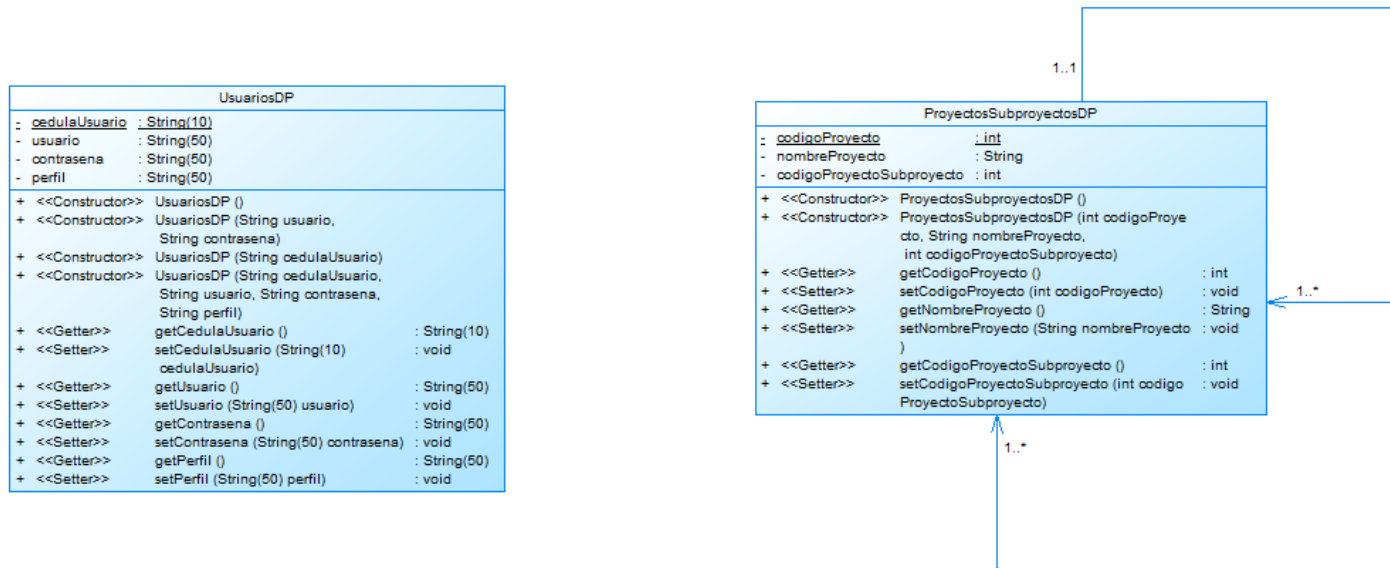 UsuariosDP
- cedulaUsuario : String(10)
- usuario : String(50)
- contrasena : String(50)
- perfil : String(50)
+ <<Constructor>> UsuariosDP ()
+ <<Constructor>> UsuariosDP (String usuario,
String contrasena)
+ <<Constructor>> UsuariosDP (String cedulaUsuario)
+ <<Constructor>> UsuariosDP (String cedulaUsuario,
String usuario, String contrasena,
String perfil)
+ <<Getter>> getCedulaUsuario () : String(10)
+ <<Setter>> setCedulaUsuario (String(10) : void
cedulaUsuario)
+ <<Getter>> getUsuario () : String(50)
+ <<Setter>> setUsuario (String(50) usuario) : void
+ <<Getter>> getContrasena () : String(50)
+ <<Setter>> setContrasena (String(50) contrasena) : void
+ <<Getter>> getPerfil () : String(50)
+ <<Setter>> setPerfil (String(50) perfil) : void
1..1
ProyectosSubproyectosDP
- codigoProyecto : int
- nombreProyecto : String
- codigoProyectoSubproyecto : int
+ <<Constructor>> ProyectosSubproyectosDP ()
+ <<Constructor>> ProyectosSubproyectosDP (int codigoProye
cto, String nombreProyecto,
int codigoProyectoSubproyecto)
+ <<Getter>> getCodigoProyecto () : int
+ <<Setter>> setCodigoProyecto (int codigoProyecto) : void
+ <<Getter>> getNombreProyecto () : String
+ <<Setter>> setNombreProyecto (String nombreProyecto : void
)
+ <<Getter>> getCodigoProyectoSubproyecto () : int
+ <<Setter>> setCodigoProyectoSubproyecto (int codigo : void
ProyectoSubproyecto)
1..*
1..*